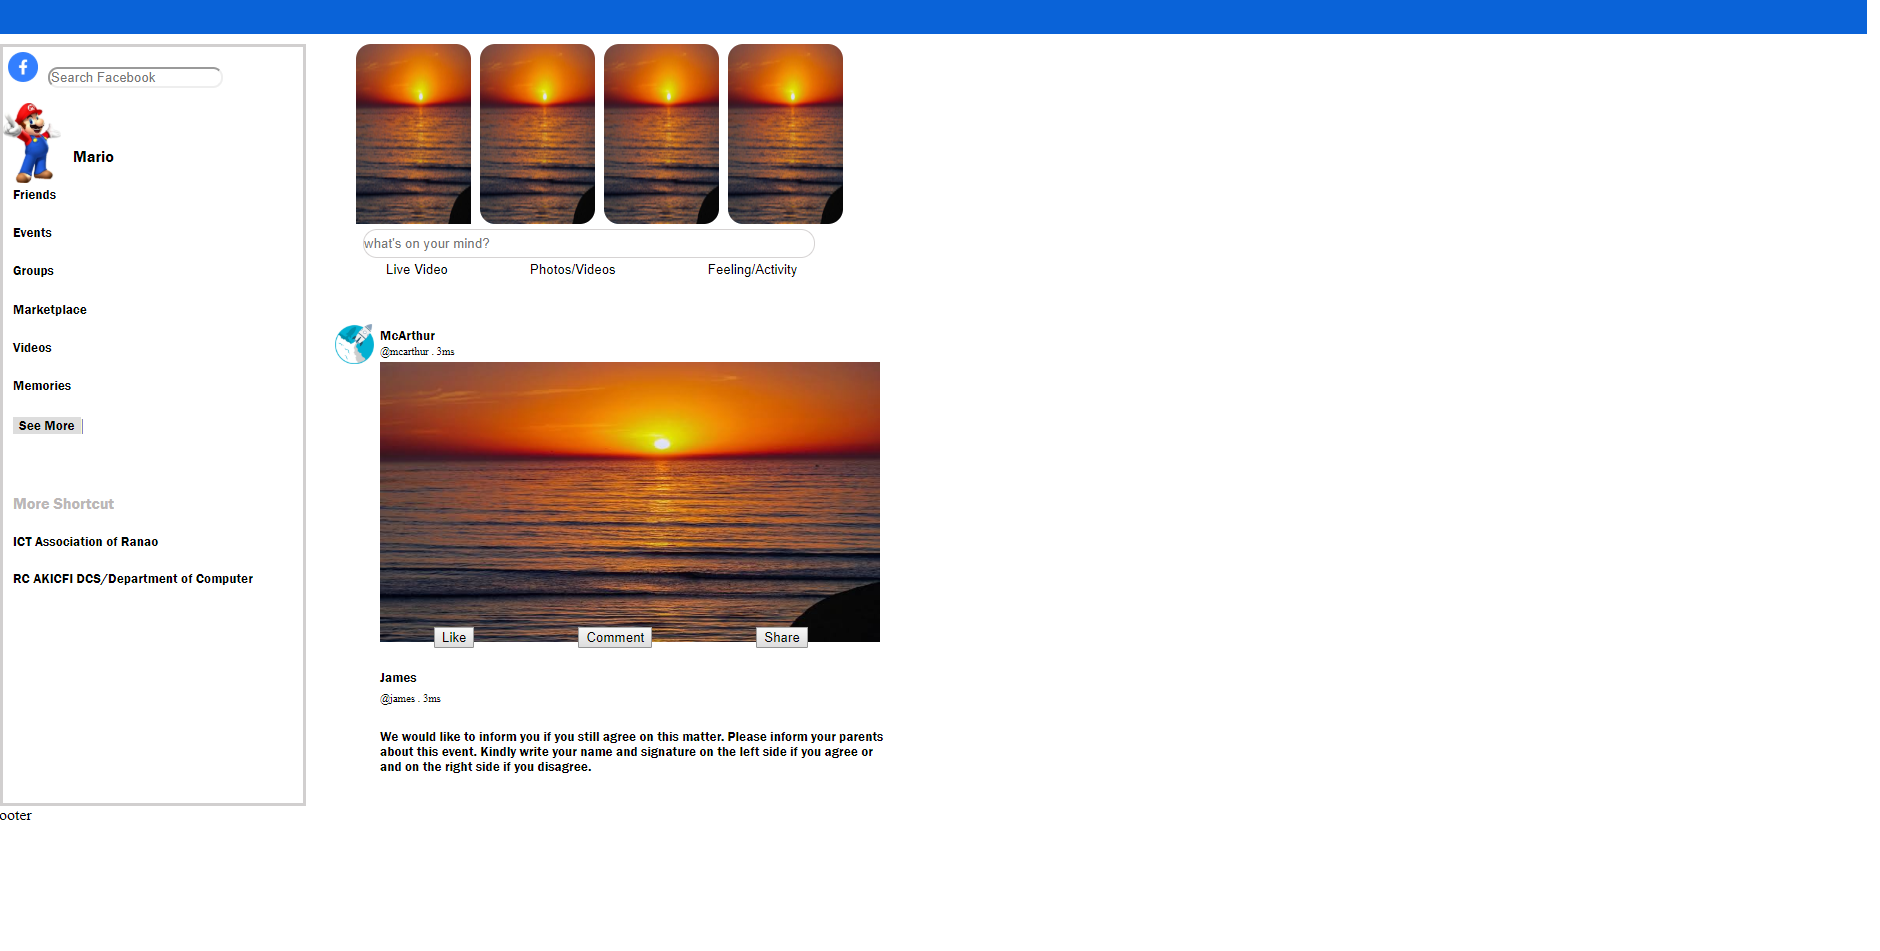 Search Facebook
Mario
Friends
Events
Groups
Marketplace
Videos
Memories
See More
More Shortcut
ICT Association of Ranao
RC AKICFI DCS/Department of Computer
ooter
what's on your mind?
Live Video
Photos/Videos
Feeling/Activity
McArthur
@mcarthur . 3ms
Like
Comment
Share
James
@james . 3ms
We would like to inform you if you still agree on this matter. Please inform your parents
about this event. Kindly write your name and signature on the left side if you agree or
and on the right side if you disagree.